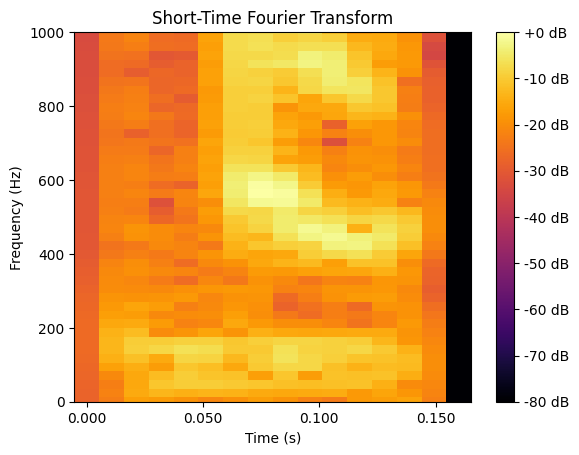 Short-Time Fourier Transform
1000
800
600
400
200
0
Frequency (Hz)
0.000
0.050
0.100
0.150
Time (s)
+0 dB
-10 dB
-20 dB
-30 dB
-40 dB
-50 dB
-60 dB
-70 dB
-80 dB